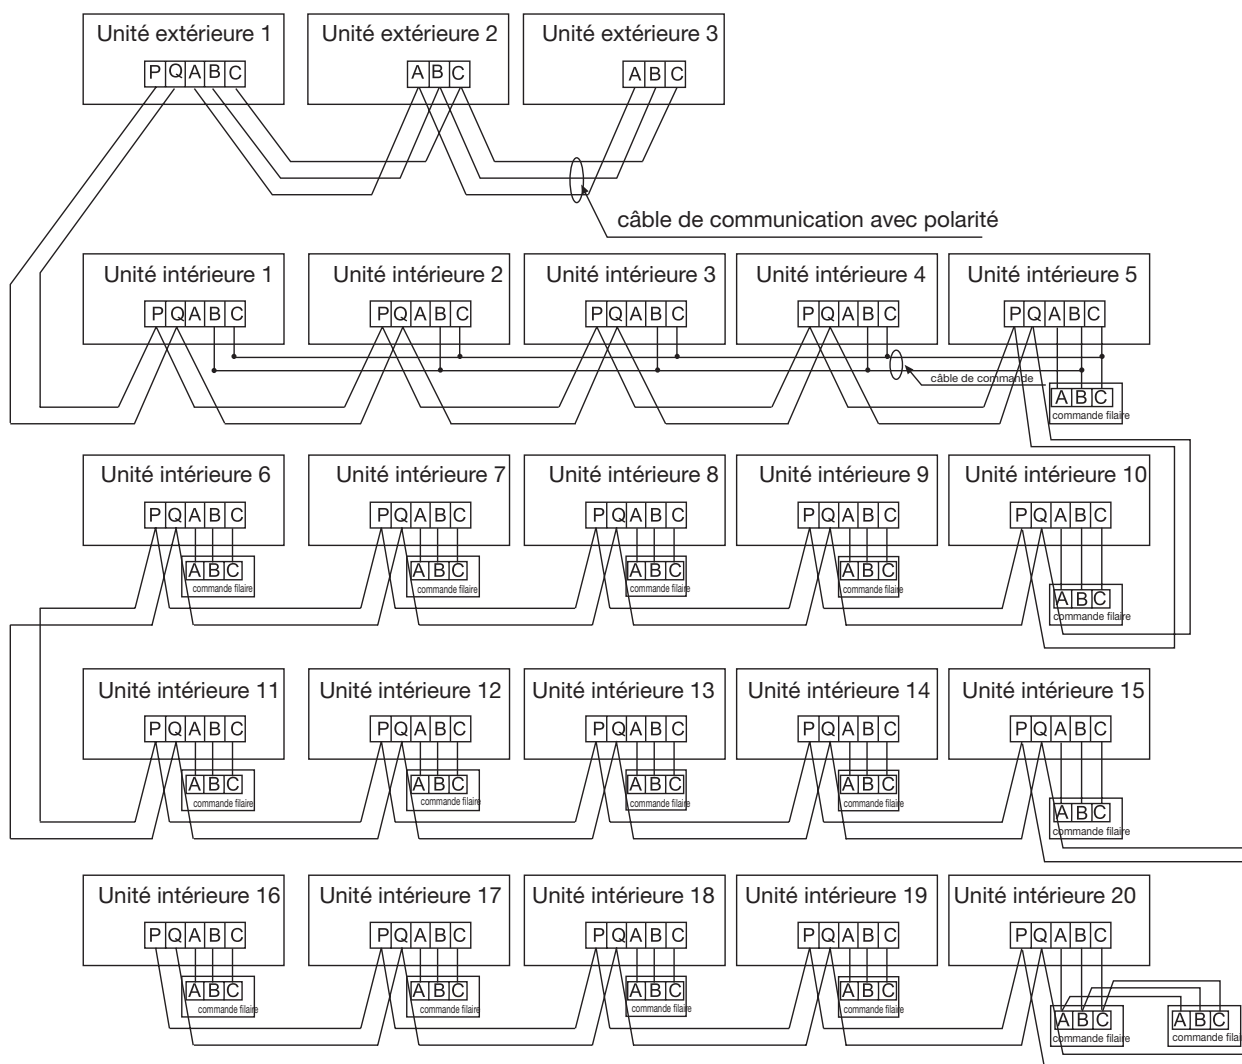 Unité extérieure 1 Unité extérieure 2 Unité extérieure 3
P Q A B C A B C A B C
câble de communication avec polarité
Unité intérieure 1 Unité intérieure 2 Unité intérieure 3 Unité intérieure 4 Unité intérieure 5
P Q A B C P Q A B C P Q A B C P Q A B C P Q A B C
câble de commande
A B C
commande filaire
Unité intérieure 6 Unité intérieure 7 Unité intérieure 8 Unité intérieure 9 Unité intérieure 10
P Q A B C P Q A B C P Q A B C P Q A B C P Q A B C
A B C A B C A B C A B C A B C
commande filaire commande filaire commande filaire commande filaire commande filaire
Unité intérieure 11 Unité intérieure 12 Unité intérieure 13 Unité intérieure 14 Unité intérieure 15
P Q A B C P Q A B C P Q A B C P Q A B C P Q A B C
A B C A B C A B C A B C A B C
commande filaire commande filaire commande filaire commande filaire commande filaire
Unité intérieure 16 Unité intérieure 17 Unité intérieure 18 Unité intérieure 19 Unité intérieure 20
P Q A B C P Q A B C P Q A B C P Q A B C P Q A B C
A B C A B C A B C A B C A B C A B C
commande filaire commande filaire commande filaire commande filaire commande filaire commande filai